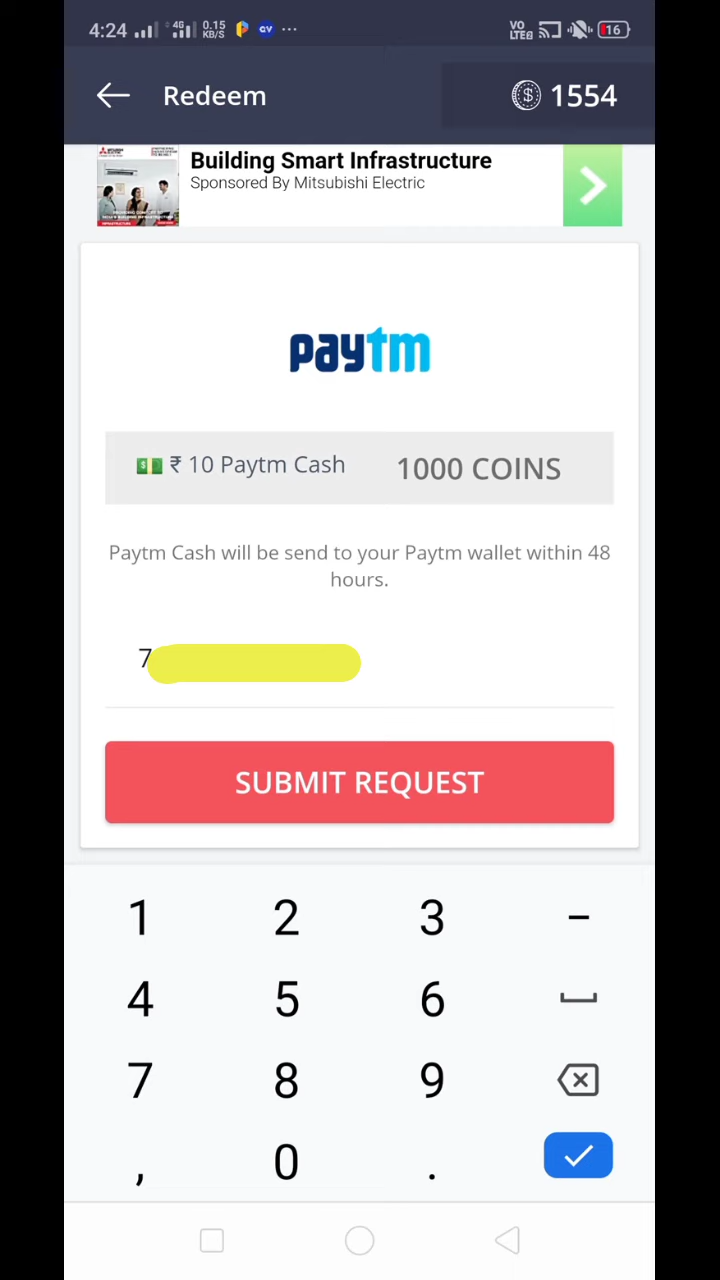 4:24 4G 0.15 KB/S ··· VO LTE2 16
Redeem 1554
Building Smart Infrastructure
Sponsored By Mitsubishi Electric
paytm
₹ 10 Paytm Cash 1000 COINS
Paytm Cash will be send to your Paytm wallet within 48
hours.
7
SUBMIT REQUEST
1 2 3 -
4 5 6
7 8 9
, 0 .